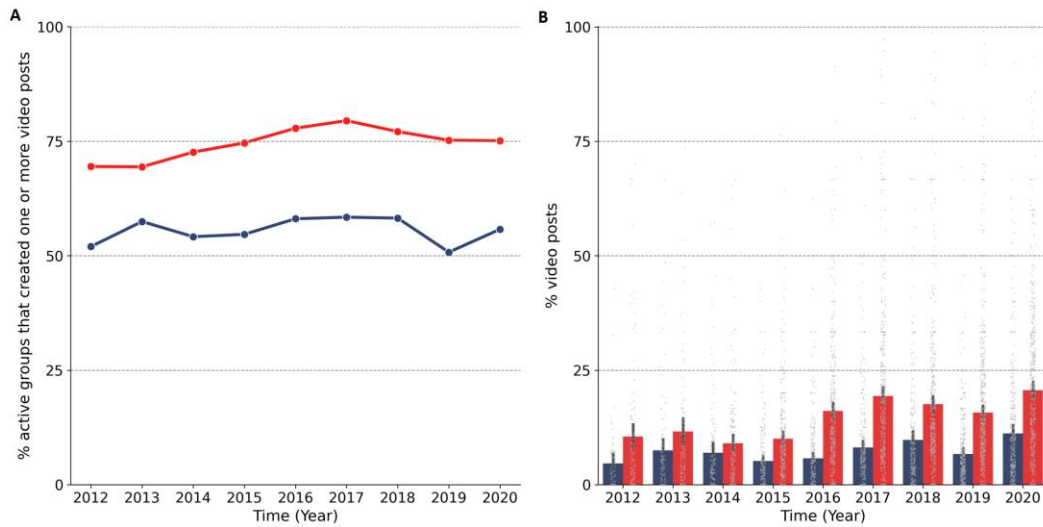 A
% active groups that created one or more video posts
100
75
50
25
0
2012 2013 2014 2015 2016 2017 2018 2019 2020
Time (Year)
B
% video posts
100
75
50
25
0
2012 2013 2014 2015 2016 2017 2018 2019 2020
Time (Year)